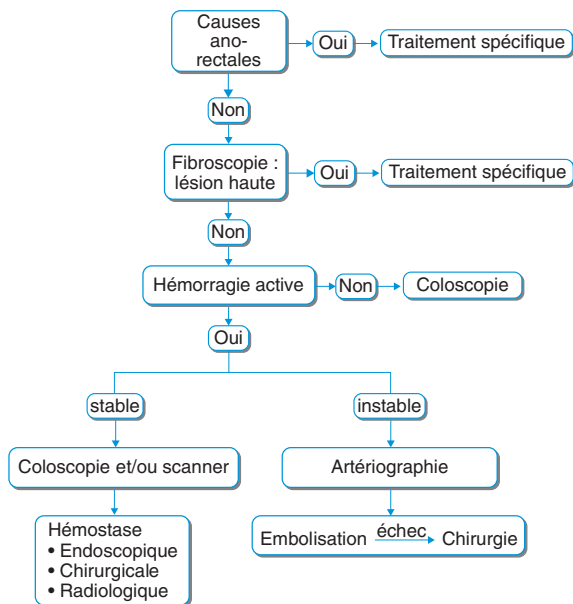 Causes
ano-
rectales
Oui
Traitement spécifique
Non
Fibroscopie :
lésion haute
Oui
Traitement spécifique
Non
Hémorragie active
Non
Coloscopie
Oui
stable
instable
Coloscopie et/ou scanner
Artériographie
Hémostase
• Endoscopique
• Chirurgicale
• Radiologique
Embolisation échec Chirurgie